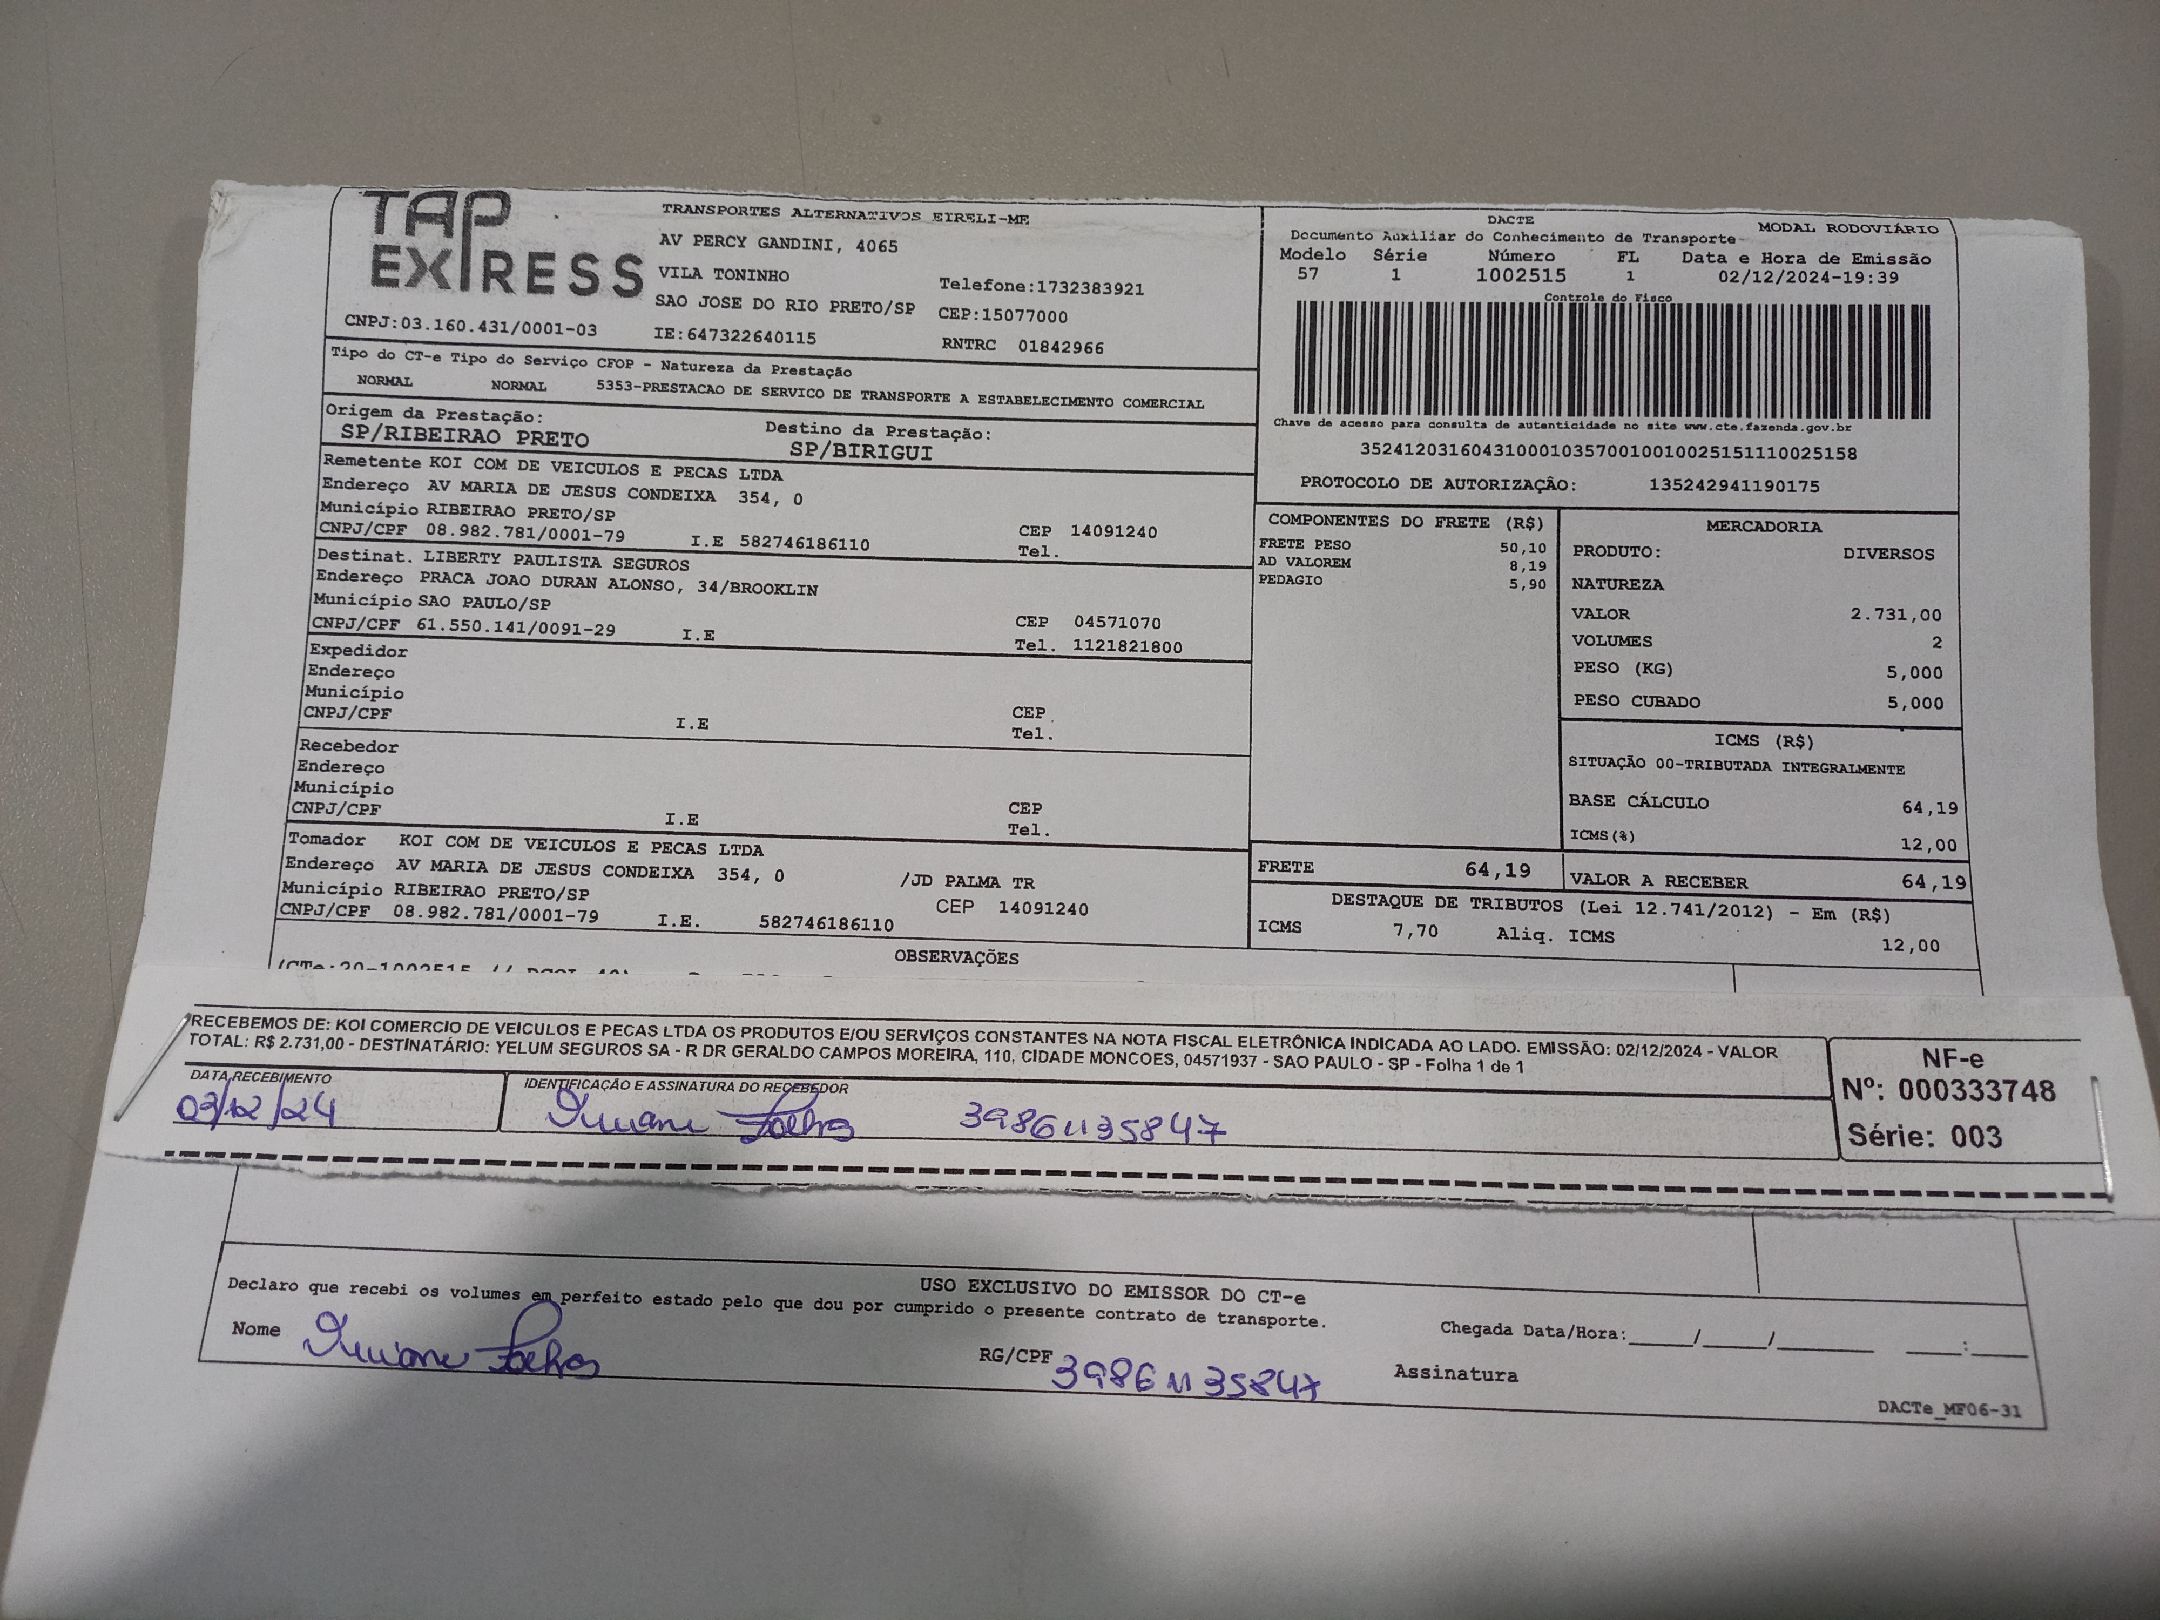 TAP EXPRESS
TRANSPORTES ALTERNATIVOS EIRELI-ME
AV PERCY GANDINI, 4065
VILA TONINHO
Telefone:1732383921
SAO JOSE DO RIO PRETO/SP CEP:15077000
CNPJ:03.160.431/0001-03 IE:647322640115 RNTRC 01842966
DACTE MODAL RODOVIÁRIO
Documento Auxiliar do Conhecimento de Transporte
Modelo Série Número FL Data e Hora de Emissão
57 1 1002515 1 02/12/2024-19:39
Controle do Fisco
Chave de acesso para consulta de autenticidade no site www.cte.fazenda.gov.br
35241203160431000103570010010025151110025158
PROTOCOLO DE AUTORIZAÇÃO: 135242941190175
Tipo do CT-e Tipo do Serviço CFOP - Natureza da Prestação
NORMAL NORMAL 5353-PRESTACAO DE SERVICO DE TRANSPORTE A ESTABELECIMENTO COMERCIAL
Origem da Prestação: Destino da Prestação:
SP/RIBEIRAO PRETO SP/BIRIGUI
Remetente KOI COM DE VEICULOS E PECAS LTDA
Endereço AV MARIA DE JESUS CONDEIXA 354, 0
Município RIBEIRAO PRETO/SP CEP 14091240
CNPJ/CPF 08.982.781/0001-79 I.E 582746186110 Tel.
Destinat. LIBERTY PAULISTA SEGUROS
Endereço PRACA JOAO DURAN ALONSO, 34/BROOKLIN
Município SAO PAULO/SP CEP 04571070
CNPJ/CPF 61.550.141/0091-29 I.E Tel. 1121821800
Expedidor
Endereço
Município CEP
CNPJ/CPF I.E Tel.
Recebedor
Endereço
Município CEP
CNPJ/CPF I.E Tel.
Tomador KOI COM DE VEICULOS E PECAS LTDA
Endereço AV MARIA DE JESUS CONDEIXA 354, 0 /JD PALMA TR
Município RIBEIRAO PRETO/SP CEP 14091240
CNPJ/CPF 08.982.781/0001-79 I.E. 582746186110
COMPONENTES DO FRETE (R$)
FRETE PESO 50,10
AD VALOREM 8,19
PEDAGIO 5,90
MERCADORIA
PRODUTO: DIVERSOS
NATUREZA
VALOR 2.731,00
VOLUMES 2
PESO (KG) 5,000
PESO CUBADO 5,000
ICMS (R$)
SITUAÇÃO 00-TRIBUTADA INTEGRALMENTE
BASE CÁLCULO 64,19
ICMS(%) 12,00
FRETE 64,19 VALOR A RECEBER 64,19
DESTAQUE DE TRIBUTOS (Lei 12.741/2012) - Em (R$)
ICMS 7,70 Aliq. ICMS 12,00
OBSERVAÇÕES
RECEBEMOS DE: KOI COMERCIO DE VEICULOS E PECAS LTDA OS PRODUTOS E/OU SERVIÇOS CONSTANTES NA NOTA FISCAL ELETRÔNICA INDICADA AO LADO. EMISSÃO: 02/12/2024 - VALOR
TOTAL: R$ 2.731,00 - DESTINATÁRIO: YELUM SEGUROS SA - R DR GERALDO CAMPOS MOREIRA, 110, CIDADE MONCOES, 04571937 - SAO PAULO - SP - Folha 1 de 1
DATA RECEBIMENTO IDENTIFICAÇÃO E ASSINATURA DO RECEBEDOR
03/12/24 39861135847
NF-e
Nº: 000333748
Série: 003
USO EXCLUSIVO DO EMISSOR DO CT-e
Declaro que recebi os volumes em perfeito estado pelo que dou por cumprido o presente contrato de transporte.
Nome RG/CPF 39861135847 Chegada Data/Hora:_____/_____/_______ ____:____
Assinatura
DACTe_MF06-31